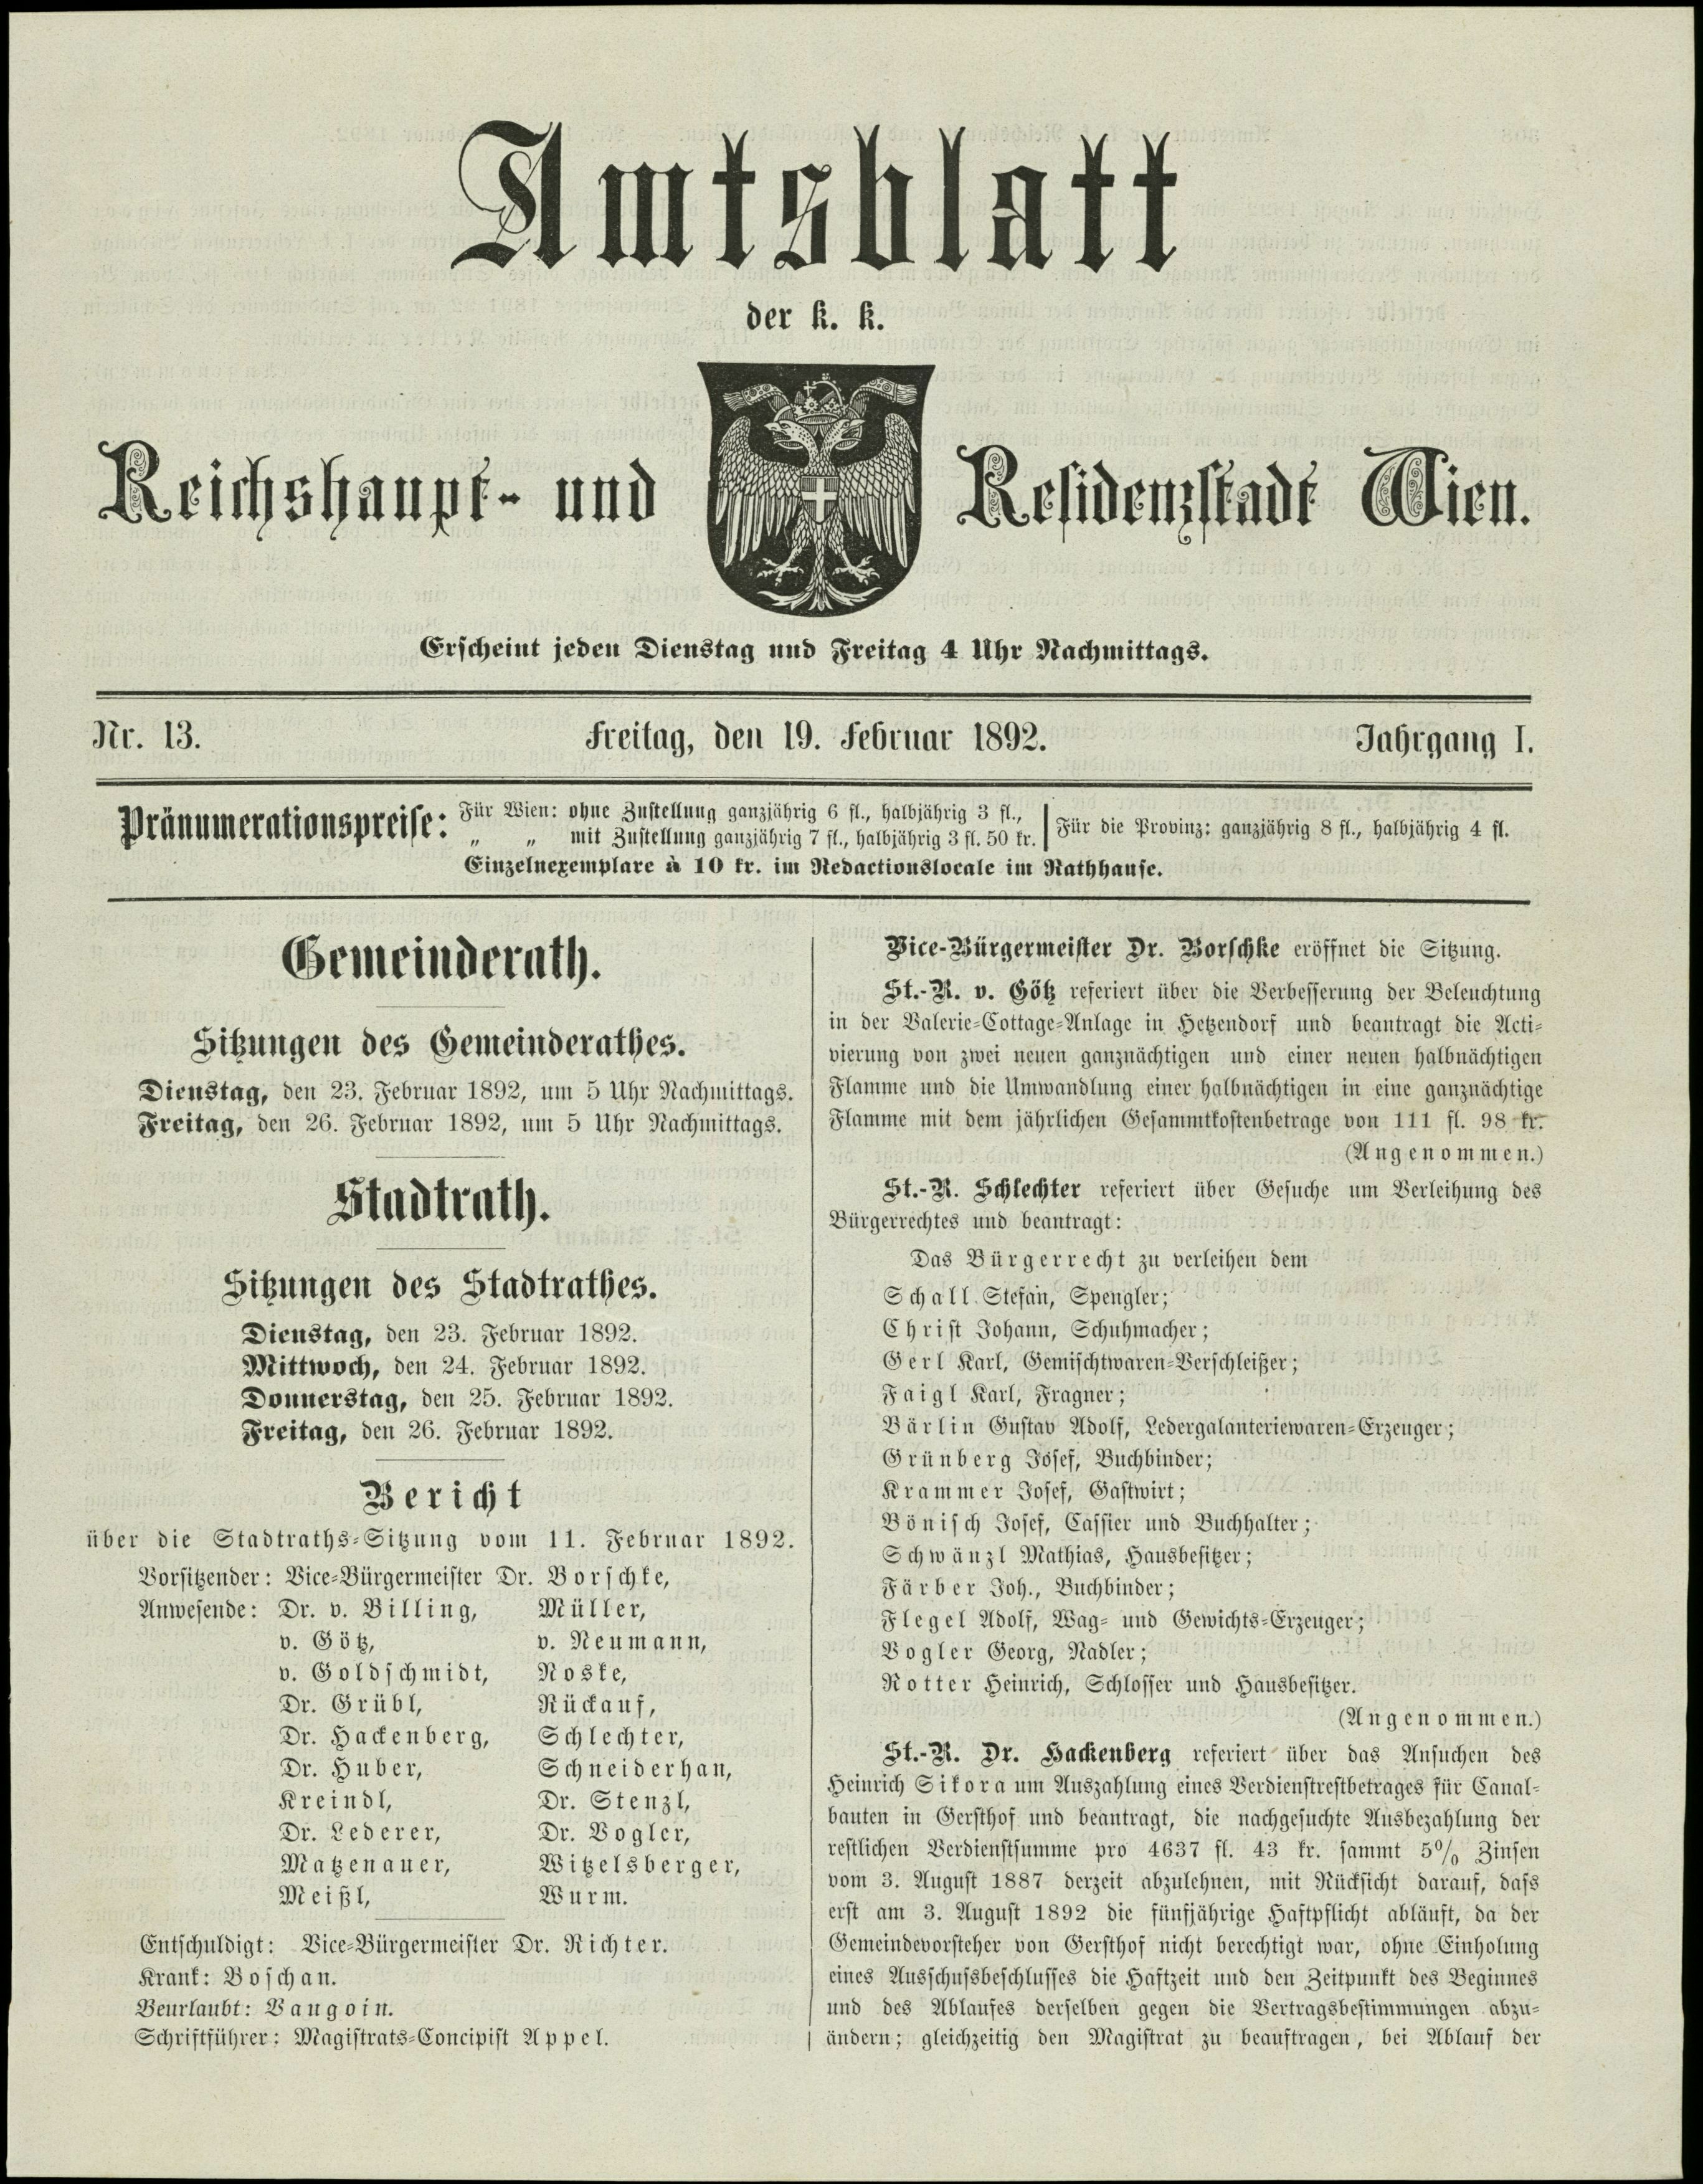 Amtsblatt
der k. k.
Reichshaupt- und Residenzstadt Wien.
Erscheint jeden Dienstag und Freitag 4 Uhr Nachmittags.
Nr. 13. Freitag, den 19. Februar 1892. Jahrgang I.
Pränumerationspreise: Für Wien: ohne Zustellung ganzjährig 6 fl., halbjährig 3 fl.,
„ „ mit Zustellung ganzjährig 7 fl., halbjährig 3 fl. 50 kr.
Für die Provinz: ganzjährig 8 fl., halbjährig 4 fl.
Einzelnexemplare à 10 kr. im Redactionslocale im Rathhause.
Gemeinderath.
Sitzungen des Gemeinderathes.
Dienstag, den 23. Februar 1892, um 5 Uhr Nachmittags.
Freitag, den 26. Februar 1892, um 5 Uhr Nachmittags.
Stadtrath.
Sitzungen des Stadtrathes.
Dienstag, den 23. Februar 1892.
Mittwoch, den 24. Februar 1892.
Donnerstag, den 25. Februar 1892.
Freitag, den 26. Februar 1892.
Bericht
über die Stadtraths-Sitzung vom 11. Februar 1892.
Vorsitzender: Vice-Bürgermeister Dr. Borschke,
Anwesende: Dr. v. Billing, Müller,
v. Götz, v. Neumann,
v. Goldschmidt, Noske,
Dr. Grübl, Rückauf,
Dr. Hackenberg, Schlechter,
Dr. Huber, Schneiderhan,
Kreindl, Dr. Stenzl,
Dr. Lederer, Dr. Vogler,
Matzenauer, Witzelsberger,
Meißl, Wurm.
Entschuldigt: Vice-Bürgermeister Dr. Richter.
Krank: Boschan.
Beurlaubt: Vaugoin.
Schriftführer: Magistrats-Concipist Appel.
Vice-Bürgermeister Dr. Borschke eröffnet die Sitzung.
St.-R. v. Götz referiert über die Verbesserung der Beleuchtung
in der Valerie-Cottage-Anlage in Hetzendorf und beantragt die Acti-
vierung von zwei neuen ganznächtigen und einer neuen halbnächtigen
Flamme und die Umwandlung einer halbnächtigen in eine ganznächtige
Flamme mit dem jährlichen Gesammtkostenbetrage von 111 fl. 98 kr.
(Angenommen.)
St.-R. Schlechter referiert über Gesuche um Verleihung des
Bürgerrechtes und beantragt:
Das Bürgerrecht zu verleihen dem
Schall Stefan, Spengler;
Christ Johann, Schuhmacher;
Gerl Karl, Gemischtwaren-Verschleißer;
Faigl Karl, Fragner;
Bärlin Gustav Adolf, Ledergalanteriewaren-Erzeuger;
Grünberg Josef, Buchbinder;
Krammer Josef, Gastwirt;
Bönisch Josef, Cassier und Buchhalter;
Schwänzl Mathias, Hausbesitzer;
Färber Joh., Buchbinder;
Flegel Adolf, Wag- und Gewichts-Erzeuger;
Vogler Georg, Nadler;
Rotter Heinrich, Schlosser und Hausbesitzer.
(Angenommen.)
St.-R. Dr. Hackenberg referiert über das Ansuchen des
Heinrich Sikora um Auszahlung eines Verdienstrestbetrages für Canal-
bauten in Gersthof und beantragt, die nachgesuchte Ausbezahlung der
restlichen Verdienstsumme pro 4637 fl. 43 kr. sammt 5% Zinsen
vom 3. August 1887 derzeit abzulehnen, mit Rücksicht darauf, dass
erst am 3. August 1892 die fünfjährige Haftpflicht abläuft, da der
Gemeindevorsteher von Gersthof nicht berechtigt war, ohne Einholung
eines Ausschussbeschlusses die Haftzeit und den Zeitpunkt des Beginnes
und des Ablaufes derselben gegen die Vertragsbestimmungen abzu-
ändern; gleichzeitig den Magistrat zu beauftragen, bei Ablauf der